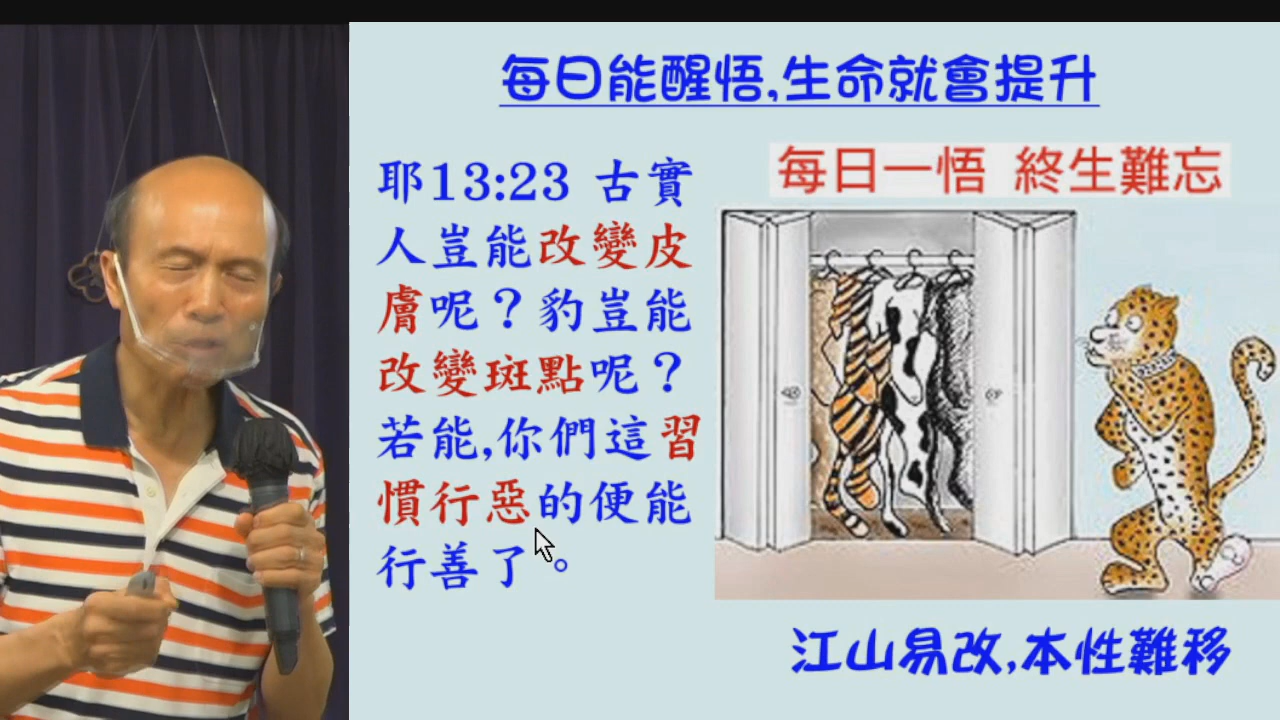 每日能醒悟,生命就會提升
每日一悟 終生難忘
耶13:23 古實
人豈能改變皮
膚呢？豹豈能
改變斑點呢？
若能,你們這習
慣行惡的便能
行善了。
江山易改,本性難移